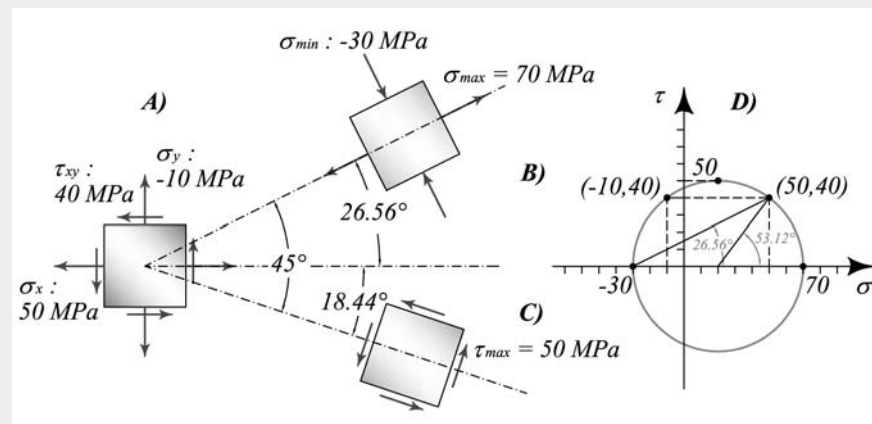 σmin : -30 MPa
σmax = 70 MPa
A)
τxy :
40 MPa
σy :
-10 MPa
σx :
50 MPa
45°
26.56°
18.44°
B)
C)
τmax = 50 MPa
D)
τ
50
(-10,40)
(50,40)
26.56°
53.12°
-30
70
σ